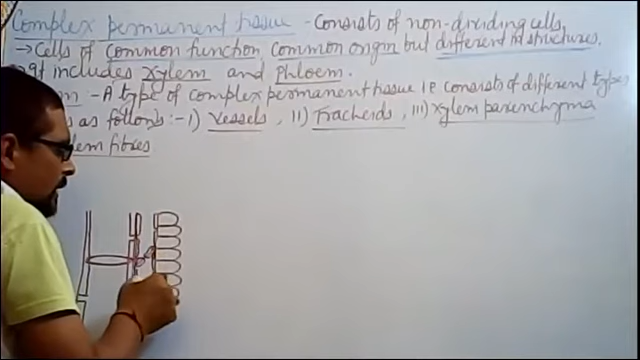 Complex permanent tissue - Consists of non-dividing cells,
→ Cells of common function common origin but different in structures.
It includes xylem and Phloem.
- A type of complex permanent tissue I E consists of different types
as follows :- I) Vessels, II) Tracheids, III) xylem parenchyma
fibres